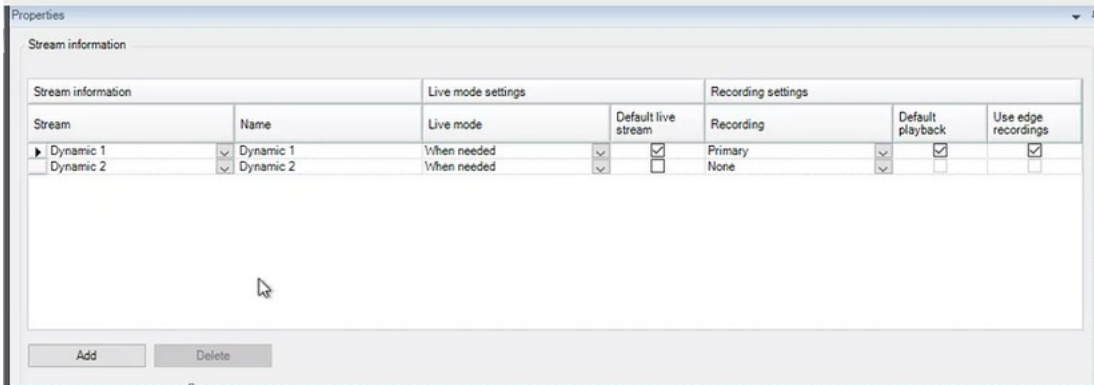 Properties
Stream information
Stream information Live mode settings Recording settings
Stream Name Live mode Default live stream Recording Default playback Use edge recordings
Dynamic 1 Dynamic 1 When needed Primary
Dynamic 2 Dynamic 2 When needed None
Add Delete